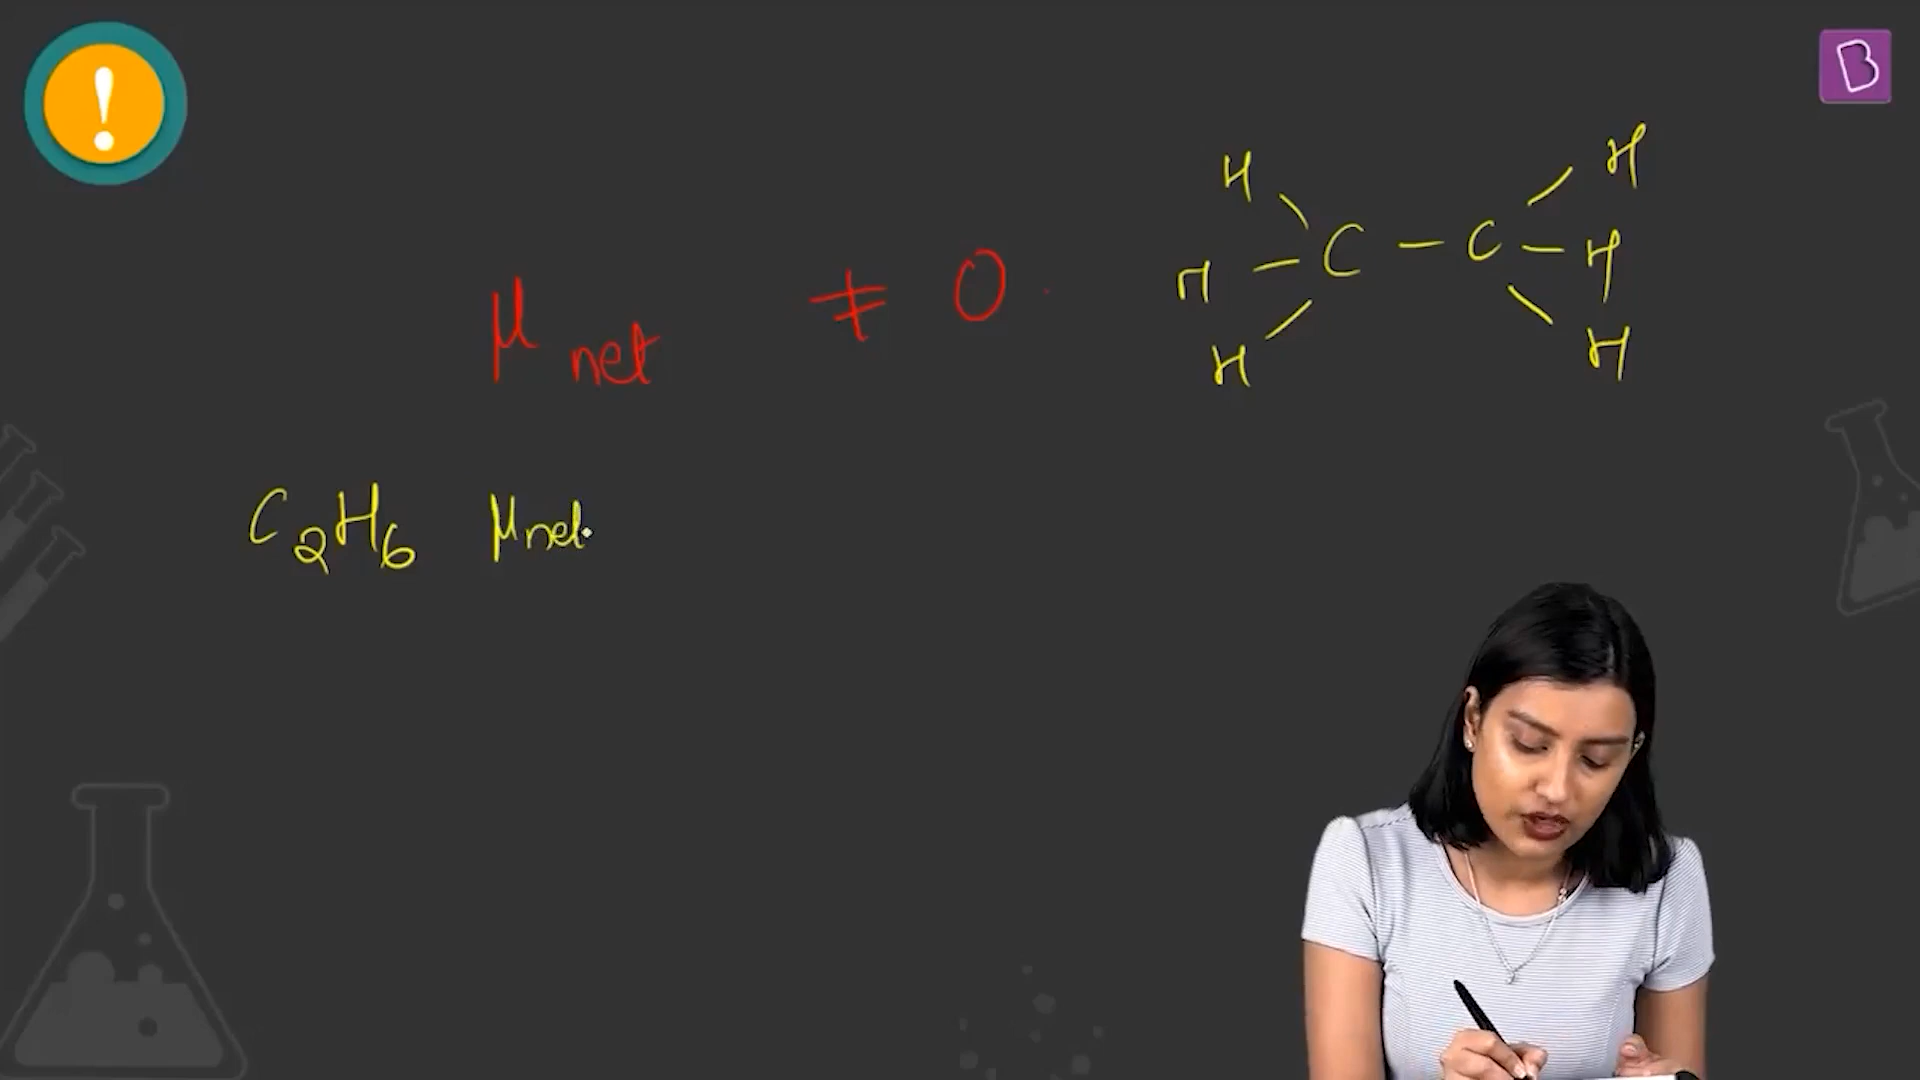 !
B
H H
C – C – H
H –
H H
μ net ≠ 0
C2H6 μnet